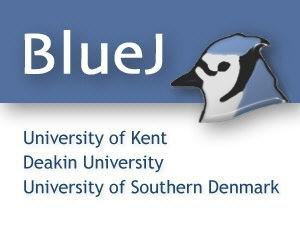 BlueJ
University of Kent
Deakin University
University of Southern Denmark